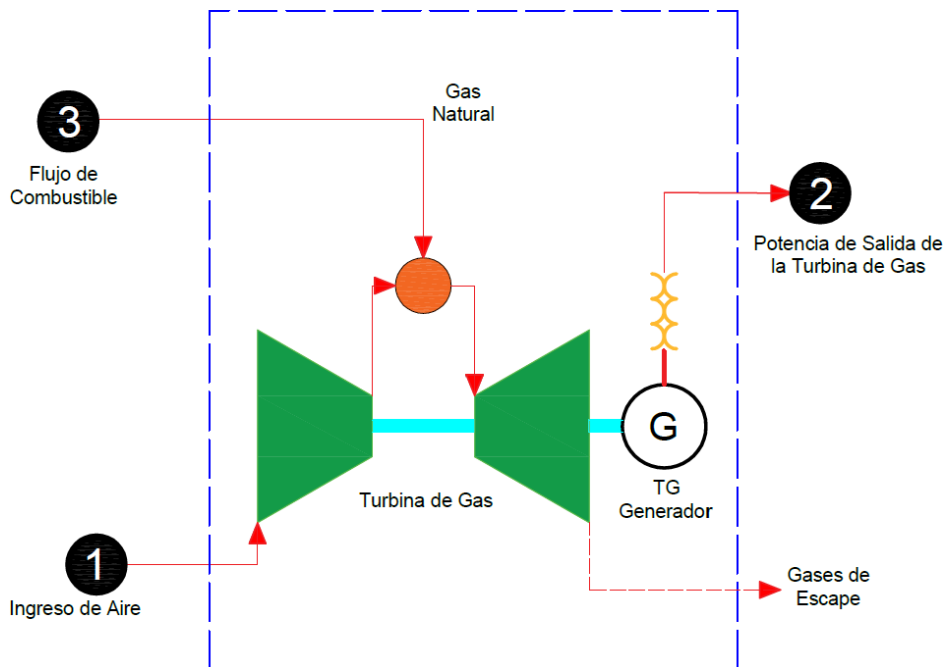 Gas
Natural
3
Flujo de
Combustible
2
Potencia de Salida de
la Turbina de Gas
G
TG
Generador
Turbina de Gas
1
Ingreso de Aire
Gases de
Escape